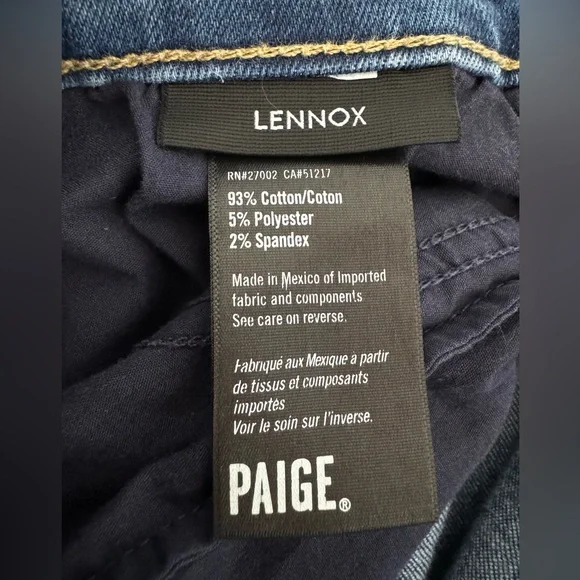 LENNOX
RN#27002 CA#51217
93% Cotton/Coton
5% Polyester
2% Spandex
Made in Mexico of Imported
fabric and components
See care on reverse.
Fabriqué aux Mexique à partir
de tissus et composants
importés
Voir le soin sur l'inverse.
PAIGE®